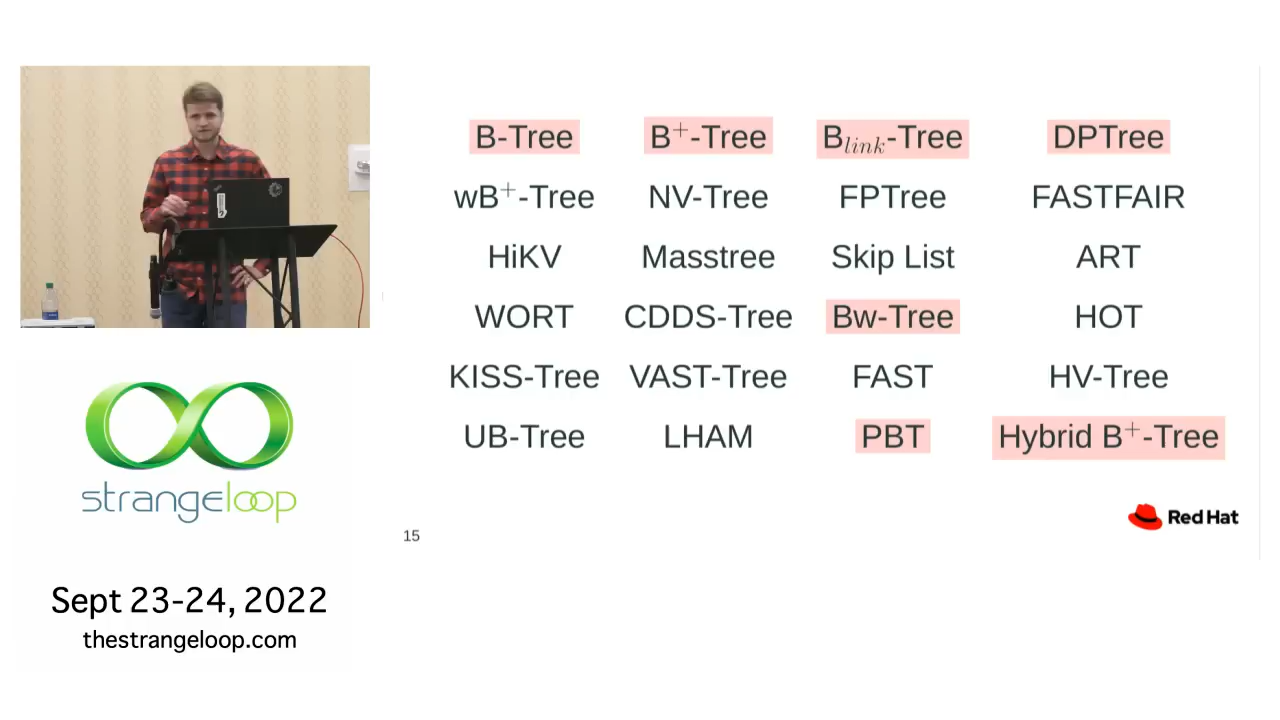 B-Tree B⁺-Tree B_link-Tree DPTree
wB⁺-Tree NV-Tree FPTree FASTFAIR
HiKV Masstree Skip List ART
WORT CDDS-Tree Bw-Tree HOT
KISS-Tree VAST-Tree FAST HV-Tree
UB-Tree LHAM PBT Hybrid B⁺-Tree
Red Hat
15
strangeloop
Sept 23-24, 2022
thestrangeloop.com